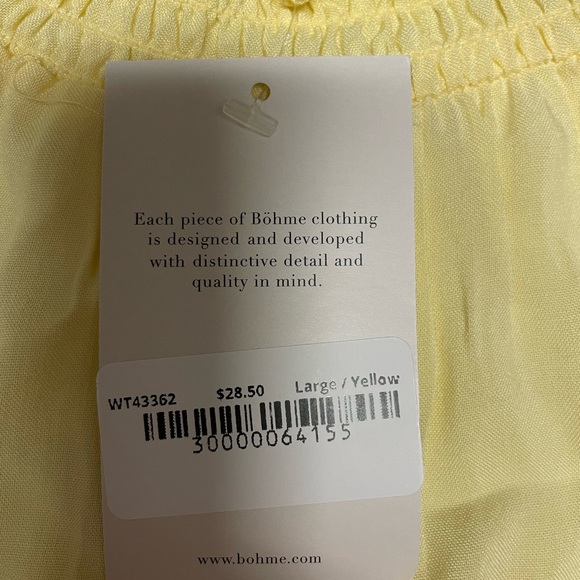 Each piece of Böhme clothing
is designed and developed
with distinctive detail and
quality in mind.
WT43362 $28.50 Large / Yellow
30000064155
www.bohme.com